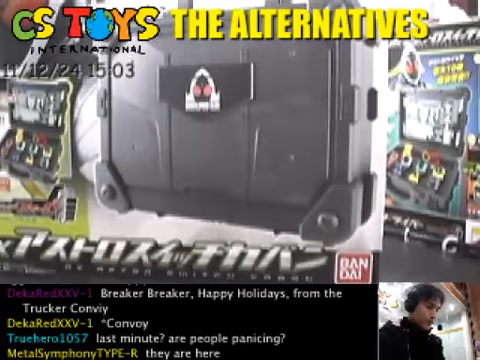 CS TOYS
INTERNATIONAL
THE ALTERNATIVES
11/12/24 15:03
アストロスイッチカバン
BAN
DAI
DekaRedXXV-1 Breaker Breaker, Happy Holidays, from the
Trucker Conviy
DekaRedXXV-1 *Convoy
Truehero1057 last minute? are people panicing?
MetalSymphonyTYPE-R they are here